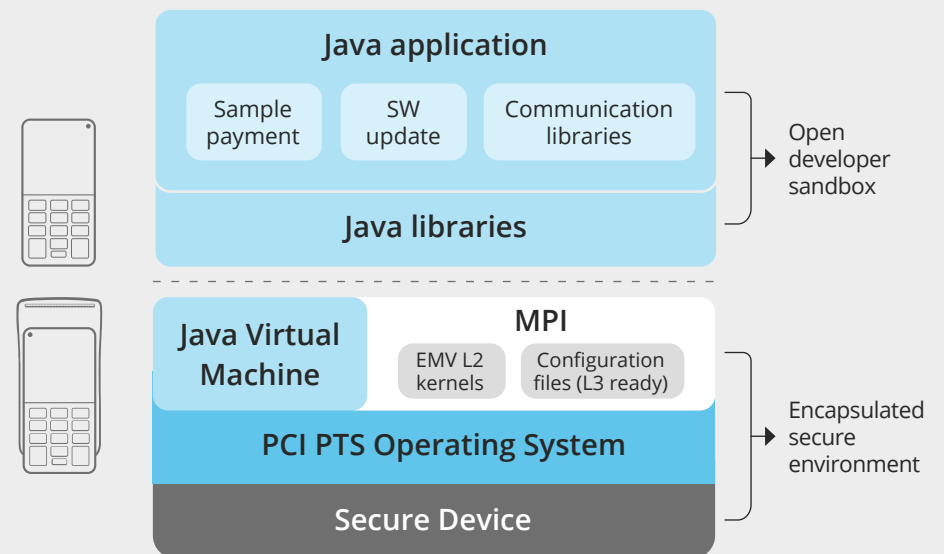 Java application
Sample
payment
SW
update
Communication
libraries
Java libraries
Open
developer
sandbox
Java Virtual
Machine
MPI
EMV L2
kernels
Configuration
files (L3 ready)
PCI PTS Operating System
Secure Device
Encapsulated
secure
environment